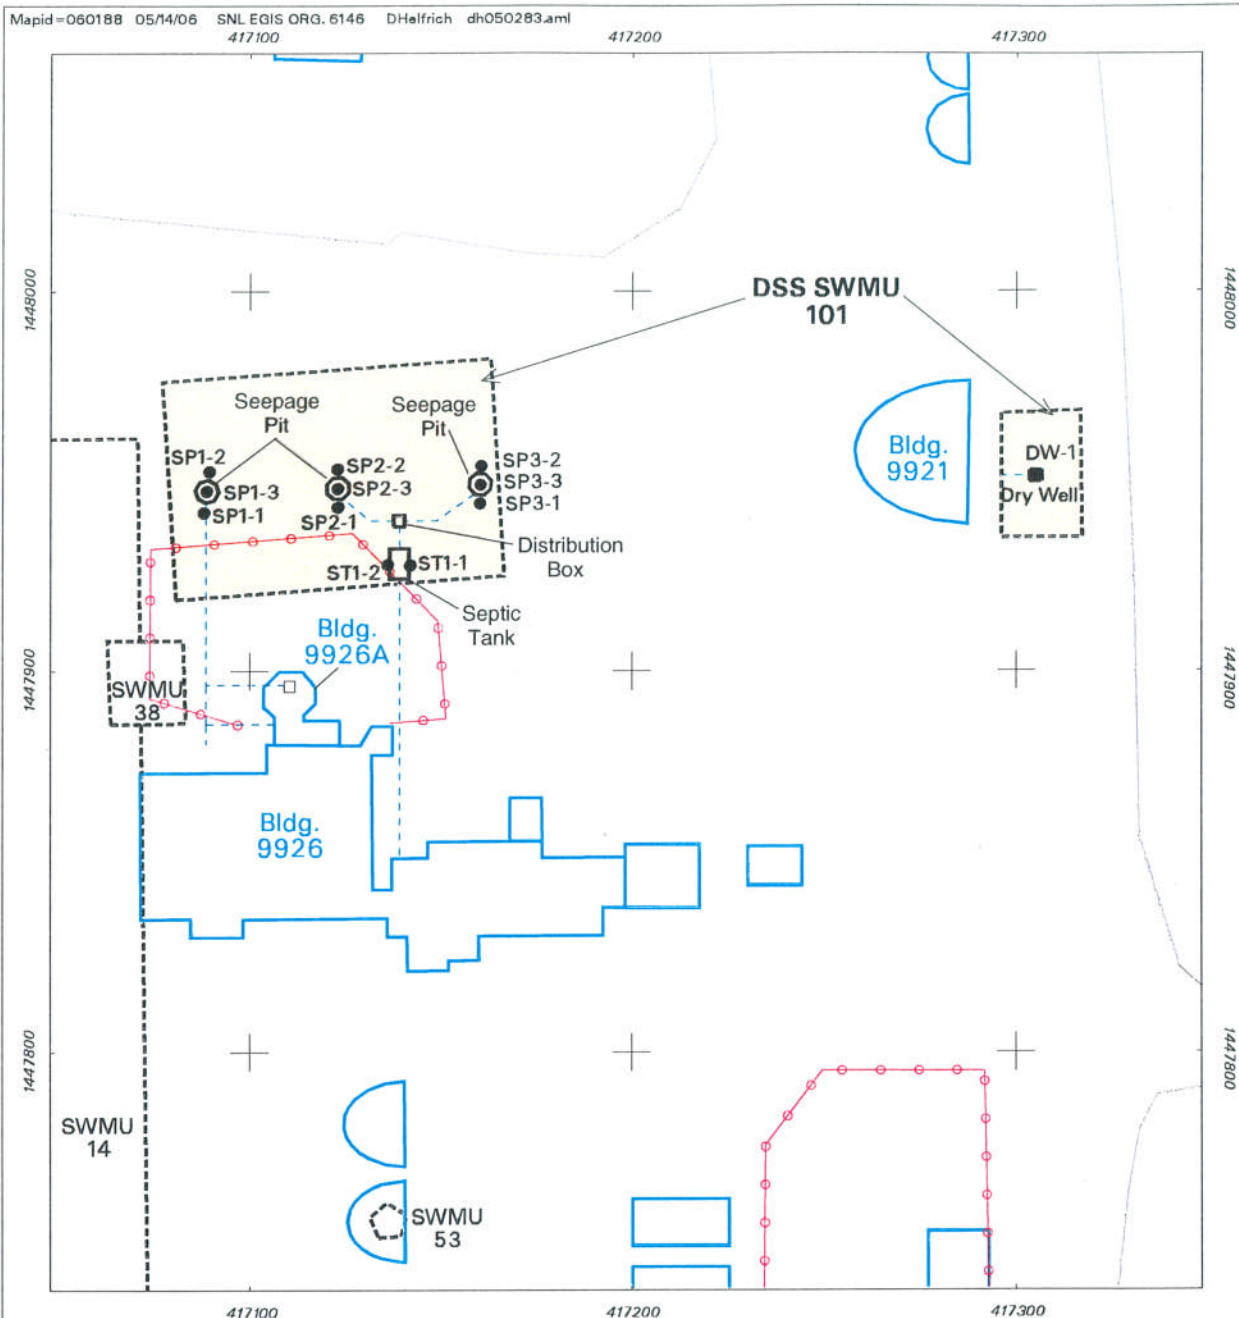 Mapid=060188 05/14/06 SNL EGIS ORG. 6146 DHelfrich dh050283.aml
417100 417200 417300
1448000 1448000
DSS SWMU
101
Seepage
Pit
Seepage
Pit
SP1-2
SP1-3
SP1-1
SP2-2
SP2-3
SP2-1
SP3-2
SP3-3
SP3-1
Bldg.
9921
DW-1
Dry Well
Distribution
Box
ST1-2
ST1-1
Septic
Tank
Bldg.
9926A
1447900 1447900
SWMU
38
Bldg.
9926
1447800 1447800
SWMU
14
SWMU
53
417100 417200 417300